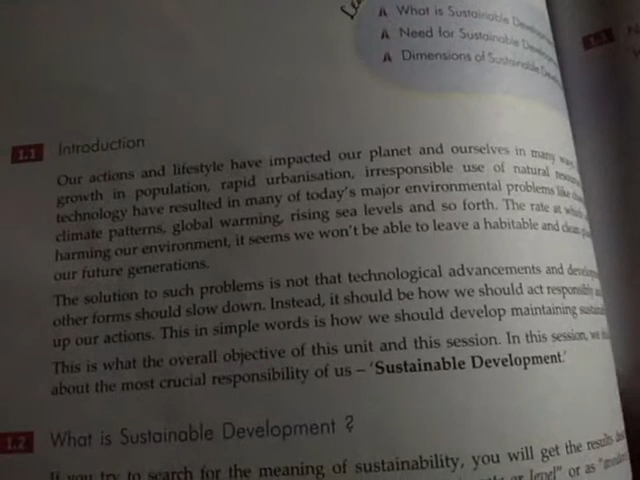 What is Sustainable
Need for Sustainable
Dimensions of Sustainable
1.1 Introduction
Our actions and lifestyle have impacted our planet and ourselves in many
growth in population, rapid urbanisation, irresponsible use of natural
technology have resulted in many of today's major environmental problems like
climate patterns, global warming, rising sea levels and so forth. The rate at
harming our environment, it seems we won't be able to leave a habitable and
our future generations.
The solution to such problems is not that technological advancements and
other forms should slow down. Instead, it should be how we should act
up our actions. This in simple words is how we should develop maintaining
This is what the overall objective of this unit and this session. In this session,
about the most crucial responsibility of us – 'Sustainable Development.'
1.2 What is Sustainable Development ?
If you try to search for the meaning of sustainability, you will get the results
or level" or as